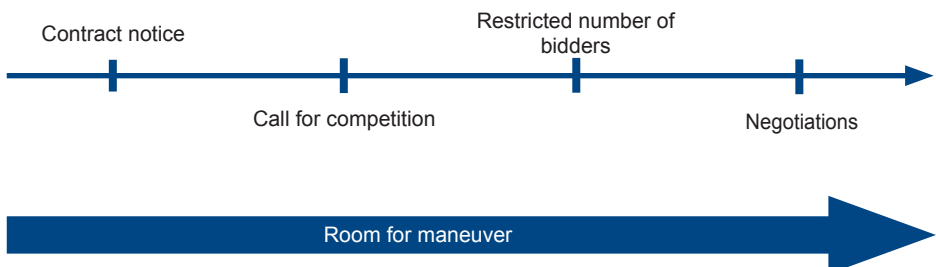 Contract notice
Restricted number of
bidders
Call for competition
Negotiations
Room for maneuver